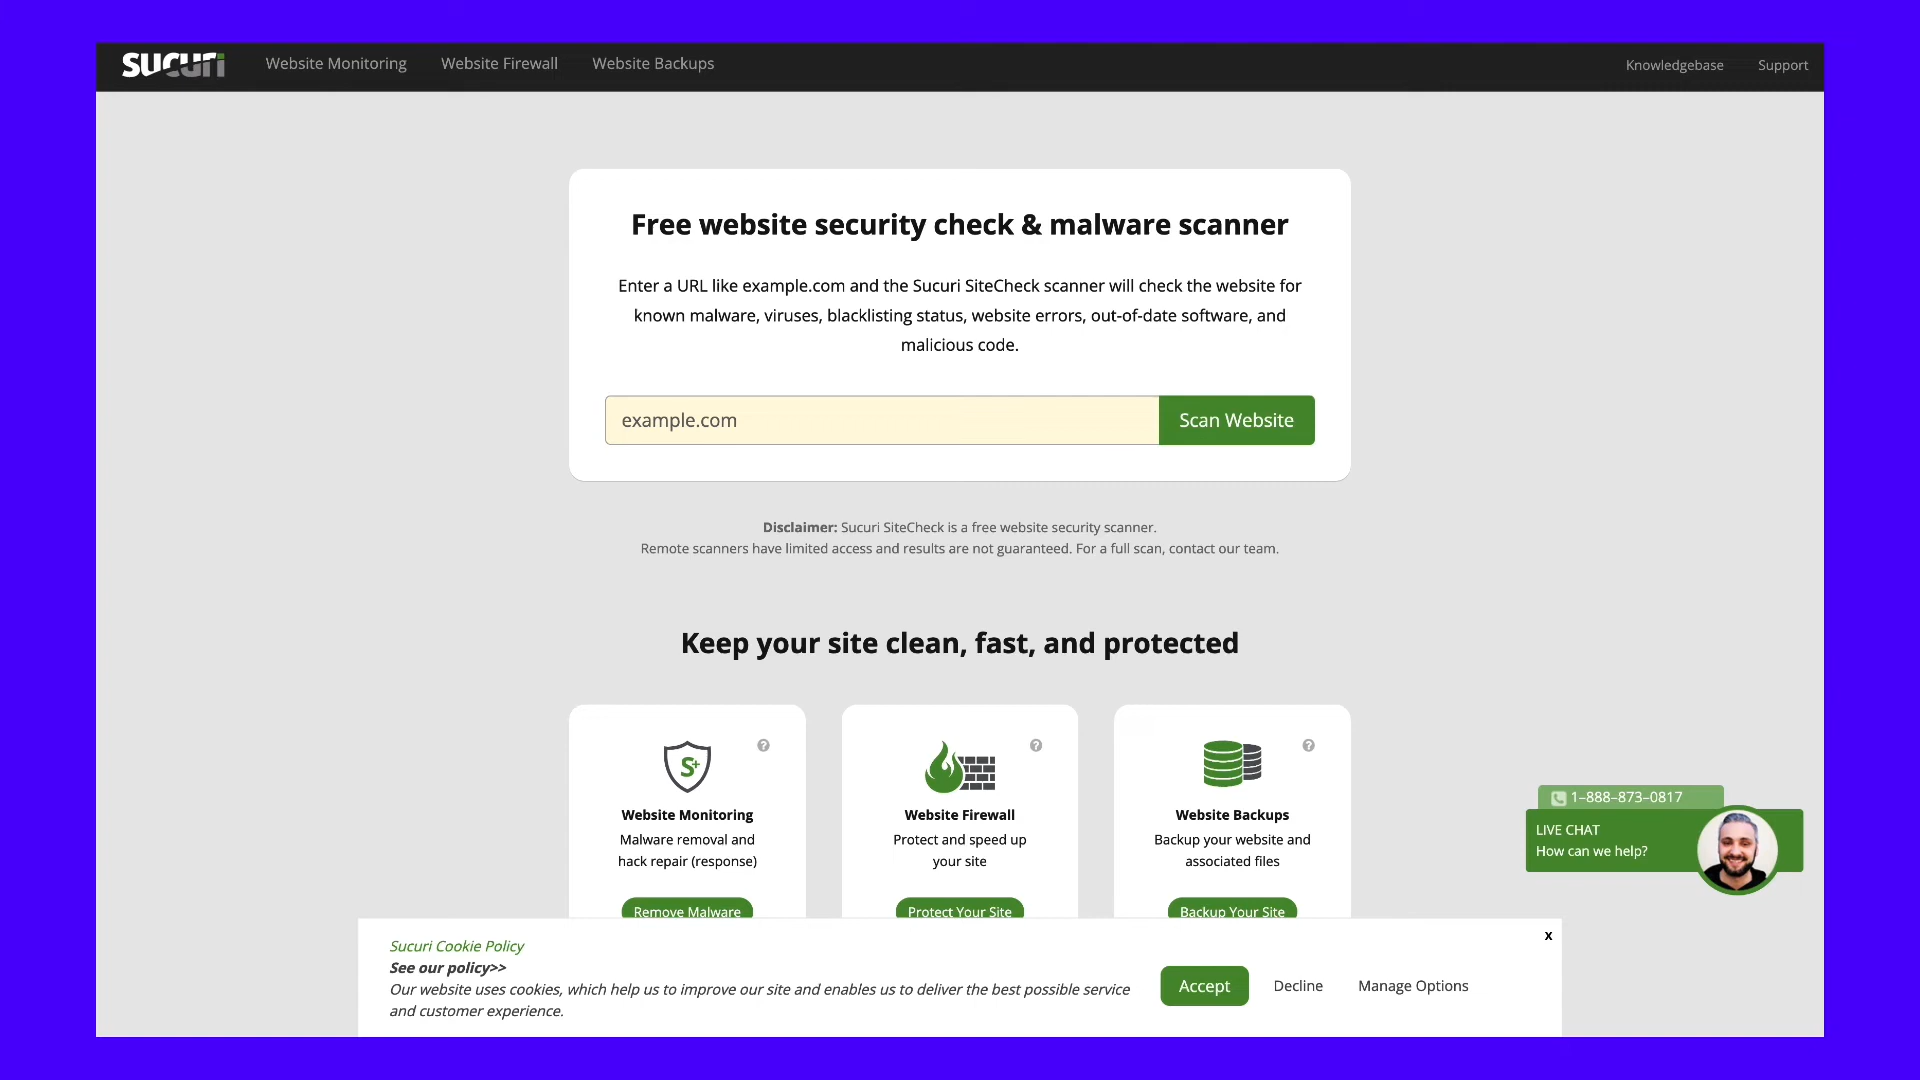 sucuri
Website Monitoring
Website Firewall
Website Backups
Knowledgebase
Support
Free website security check & malware scanner
Enter a URL like example.com and the Sucuri SiteCheck scanner will check the website for
known malware, viruses, blacklisting status, website errors, out-of-date software, and
malicious code.
example.com
Scan Website
Disclaimer: Sucuri SiteCheck is a free website security scanner.
Remote scanners have limited access and results are not guaranteed. For a full scan, contact our team.
Keep your site clean, fast, and protected
S+
?
Website Monitoring
Malware removal and
hack repair (response)
Remove Malware
?
Website Firewall
Protect and speed up
your site
Protect Your Site
?
Website Backups
Backup your website and
associated files
Backup Your Site
1-888-873-0817
LIVE CHAT
How can we help?
Sucuri Cookie Policy
See our policy>>
Our website uses cookies, which help us to improve our site and enables us to deliver the best possible service
and customer experience.
Accept
Decline
Manage Options
x